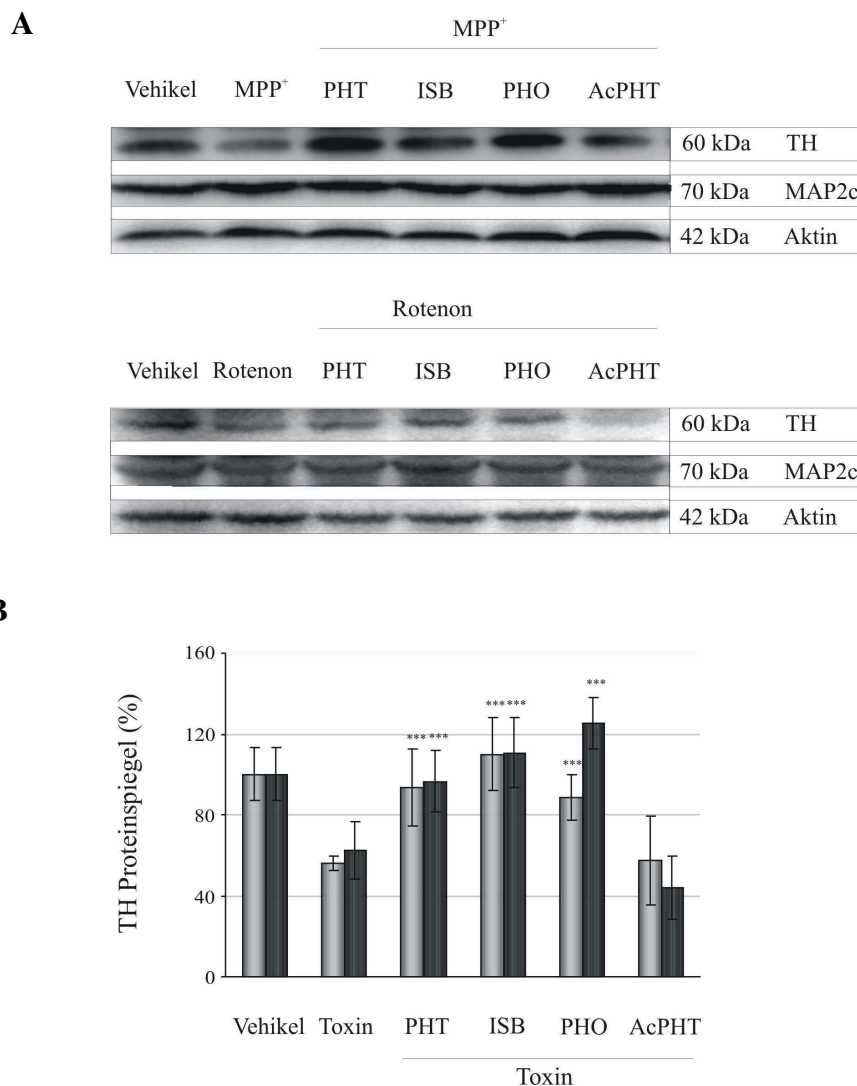 A
MPP⁺
Vehikel MPP⁺ PHT ISB PHO AcPHT
60 kDa TH
70 kDa MAP2c
42 kDa Aktin
Rotenon
Vehikel Rotenon PHT ISB PHO AcPHT
60 kDa TH
70 kDa MAP2c
42 kDa Aktin
B
TH Proteinspiegel (%)
160
120
80
40
0
*** *** *** *** *** ***
Vehikel Toxin PHT ISB PHO AcPHT
Toxin